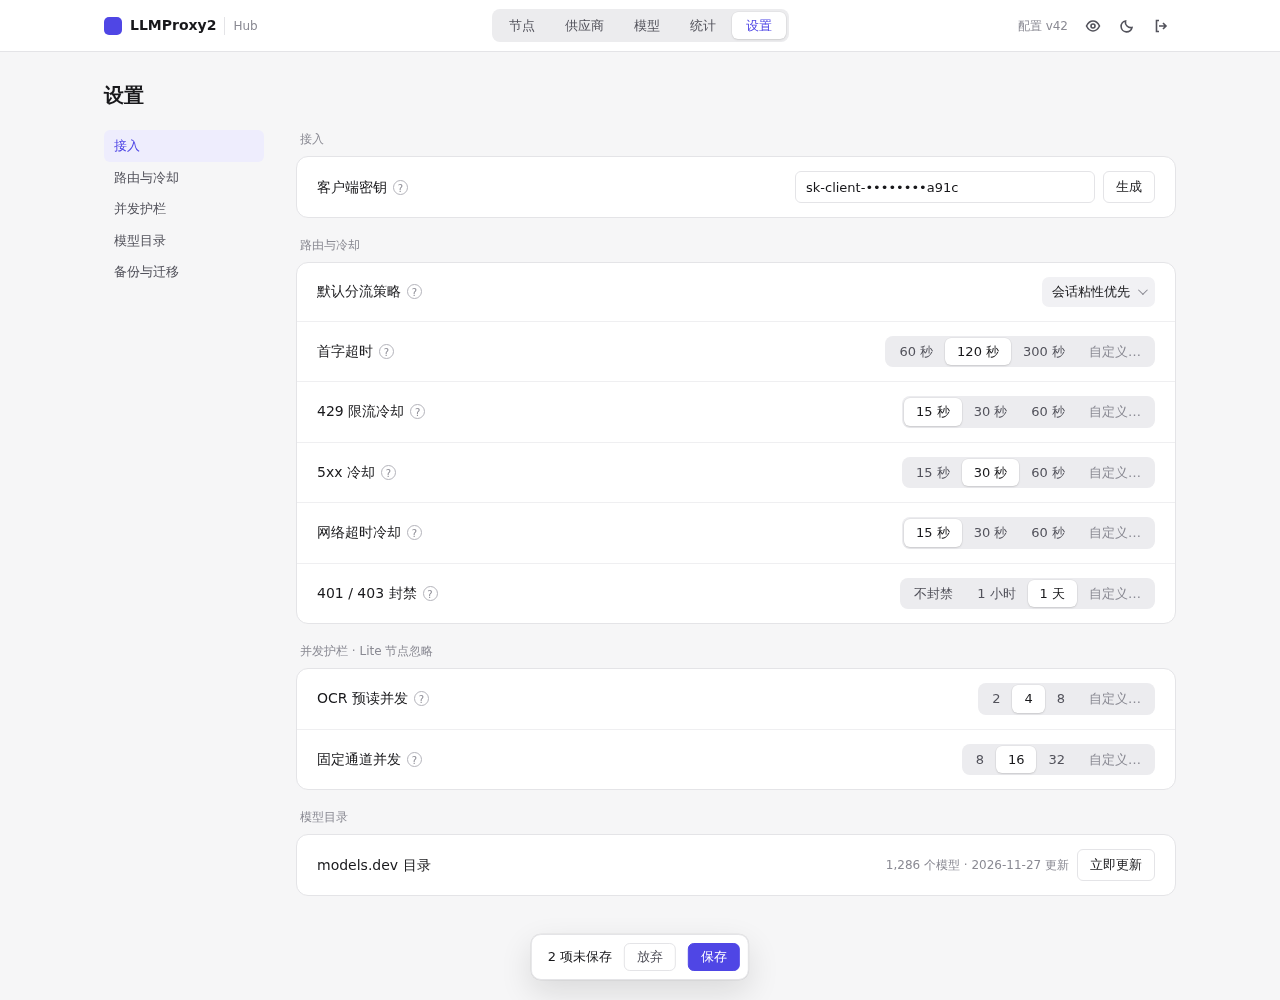 LLMProxy2 Hub 节点 供应商 模型 统计 设置 配置 v42
设置
接入
路由与冷却
并发护栏
模型目录
备份与迁移
接入
客户端密钥 ? sk-client-••••••••a91c 生成
路由与冷却
默认分流策略 ? 会话粘性优先
首字超时 ? 60 秒 120 秒 300 秒 自定义…
429 限流冷却 ? 15 秒 30 秒 60 秒 自定义…
5xx 冷却 ? 15 秒 30 秒 60 秒 自定义…
网络超时冷却 ? 15 秒 30 秒 60 秒 自定义…
401 / 403 封禁 ? 不封禁 1 小时 1 天 自定义…
并发护栏 · Lite 节点忽略
OCR 预读并发 ? 2 4 8 自定义…
固定通道并发 ? 8 16 32 自定义…
模型目录
models.dev 目录 1,286 个模型 · 2026-11-27 更新 立即更新
2 项未保存 放弃 保存